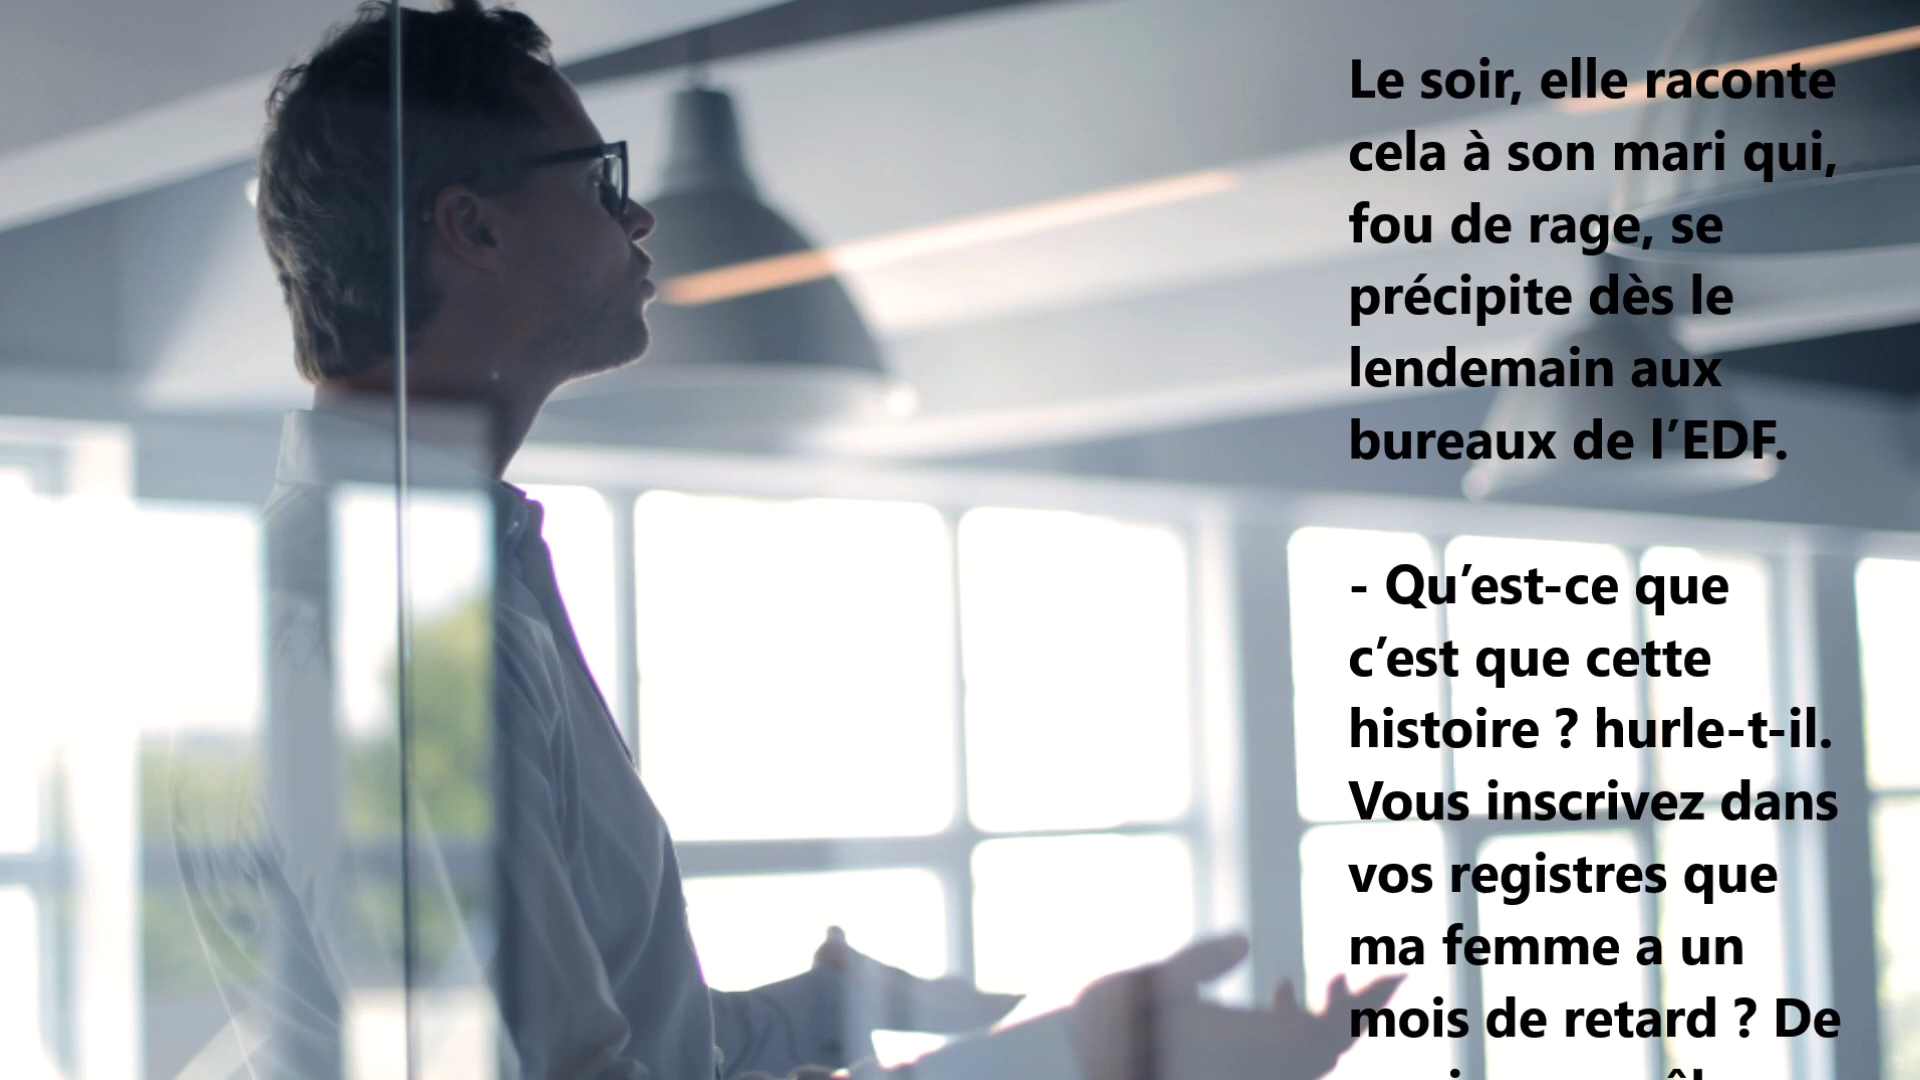 Le soir, elle raconte
cela à son mari qui,
fou de rage, se
précipite dès le
lendemain aux
bureaux de l’EDF.
- Qu’est-ce que
c’est que cette
histoire ? hurle-t-il.
Vous inscrivez dans
vos registres que
ma femme a un
mois de retard ? De